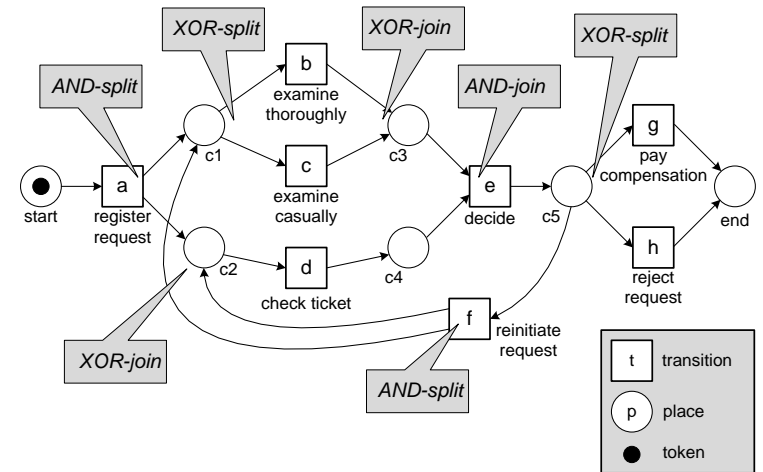 XOR-split
XOR-join
XOR-split
AND-split
AND-join
b
examine
thoroughly
g
pay
compensation
c1
c3
a
register
request
c
examine
casually
e
decide
start
c5
end
c2
d
check ticket
c4
h
reject
request
f
reinitiate
request
XOR-join
AND-split
t
transition
p
place
token